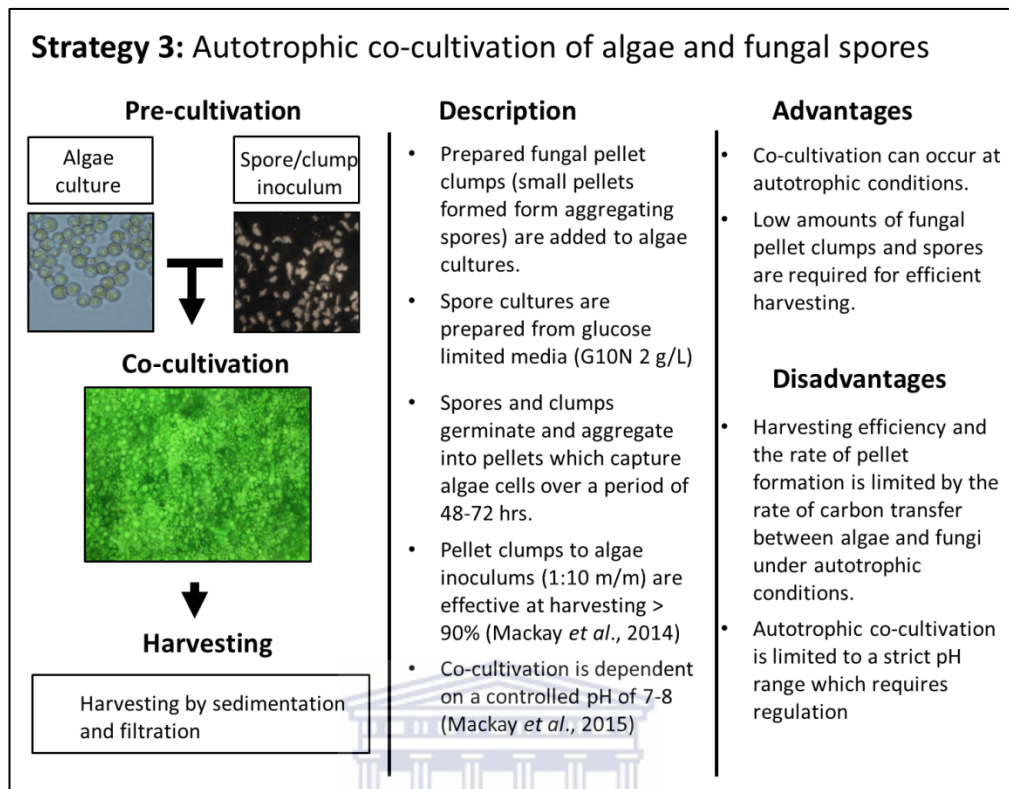 Strategy 3: Autotrophic co-cultivation of algae and fungal spores
Pre-cultivation
Algae
culture
Spore/clump
inoculum
Co-cultivation
Harvesting
Harvesting by sedimentation
and filtration
Description
• Prepared fungal pellet
clumps (small pellets
formed form aggregating
spores) are added to algae
cultures.
• Spore cultures are
prepared from glucose
limited media (G10N 2 g/L)
• Spores and clumps
germinate and aggregate
into pellets which capture
algae cells over a period of
48-72 hrs.
• Pellet clumps to algae
inoculums (1:10 m/m) are
effective at harvesting >
90% (Mackay et al., 2014)
• Co-cultivation is dependent
on a controlled pH of 7-8
(Mackay et al., 2015)
Advantages
• Co-cultivation can occur at
autotrophic conditions.
• Low amounts of fungal
pellet clumps and spores
are required for efficient
harvesting.
Disadvantages
• Harvesting efficiency and
the rate of pellet
formation is limited by the
rate of carbon transfer
between algae and fungi
under autotrophic
conditions.
• Autotrophic co-cultivation
is limited to a strict pH
range which requires
regulation